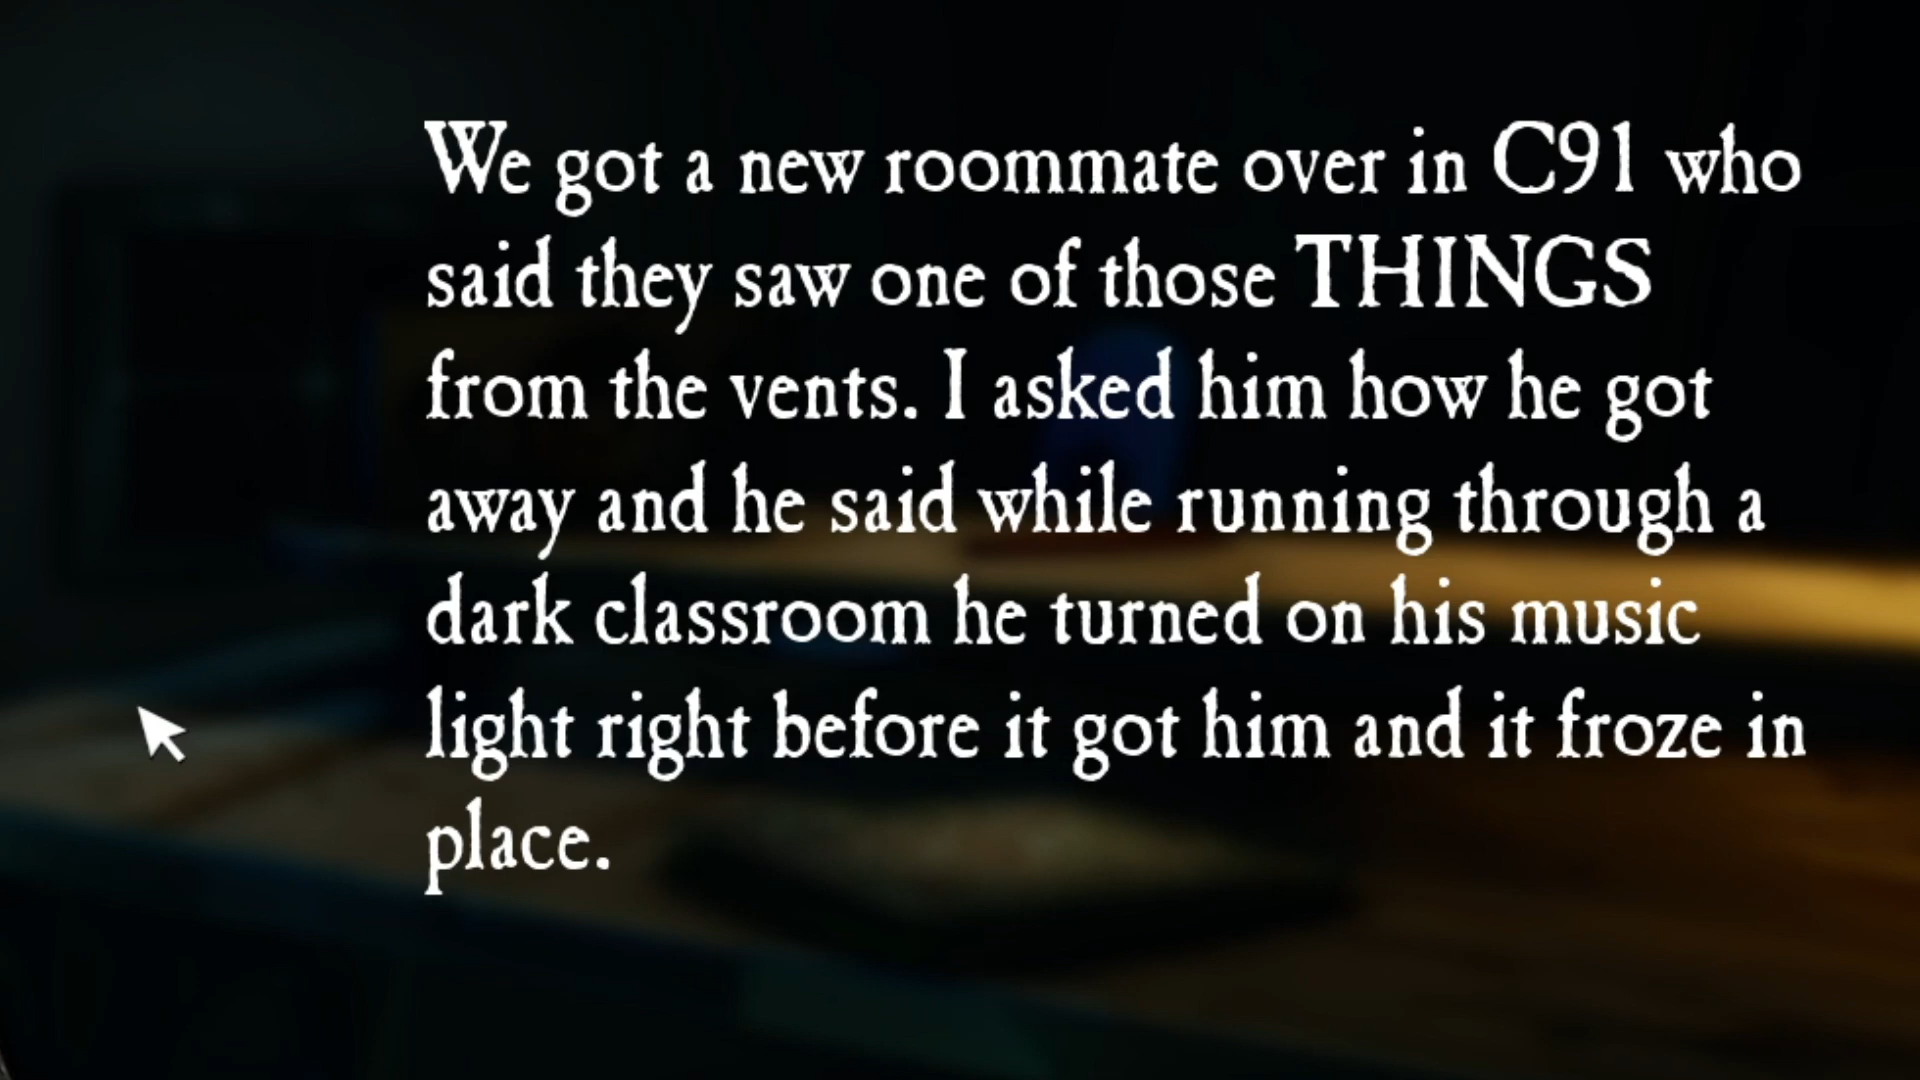 We got a new roommate over in C91 who
said they saw one of those THINGS
from the vents. I asked him how he got
away and he said while running through a
dark classroom he turned on his music
light right before it got him and it froze in
place.